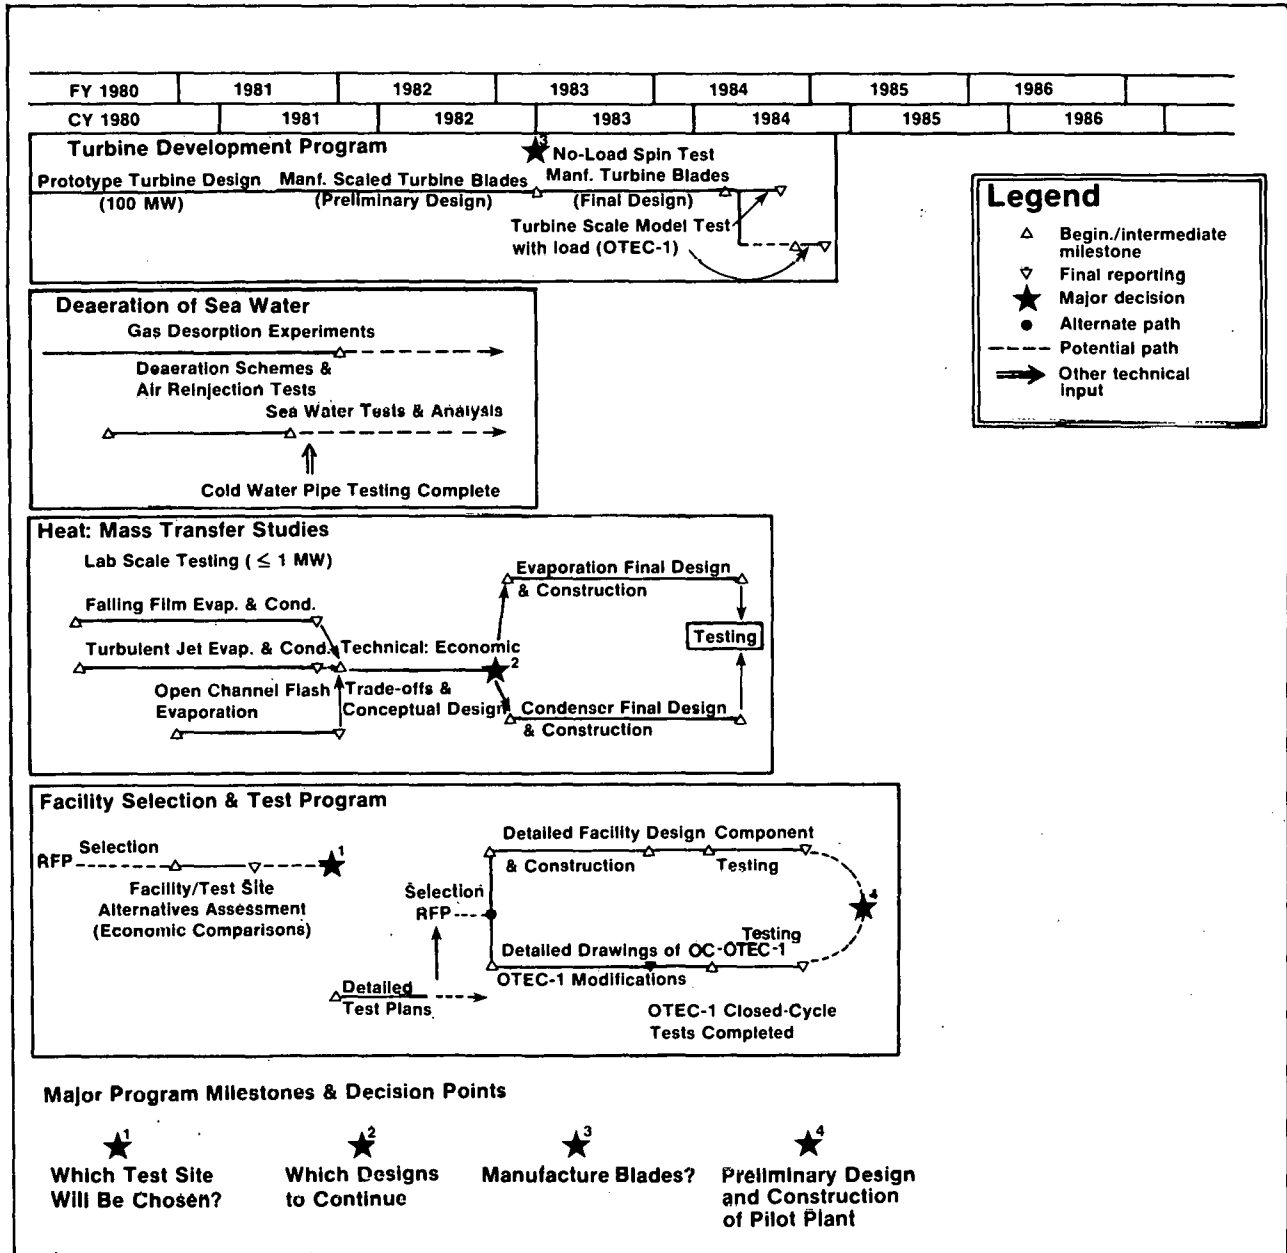 FY 1980 1981 1982 1983 1984 1985 1986
CY 1980 1981 1982 1983 1984 1985 1986
Turbine Development Program
3
No-Load Spin Test
Prototype Turbine Design
(100 MW)
Manf. Scaled Turbine Blades
(Preliminary Design)
Manf. Turbine Blades
(Final Design)
Turbine Scale Model Test
with load (OTEC-1)
Legend
Begin./intermediate
milestone
Final reporting
Major decision
Alternate path
Potential path
Other technical
input
Deaeration of Sea Water
Gas Desorption Experiments
Deaeration Schemes &
Air Reinjection Tests
Sea Water Tests & Analysis
Cold Water Pipe Testing Complete
Heat: Mass Transfer Studies
Lab Scale Testing ( ≤ 1 MW)
Falling Film Evap. & Cond.
Turbulent Jet Evap. & Cond.
Open Channel Flash
Evaporation
Technical: Economic
Trade-offs &
Conceptual Design
2
Evaporation Final Design
& Construction
Testing
Condenser Final Design
& Construction
Facility Selection & Test Program
Selection
RFP
1
Facility/Test Site
Alternatives Assessment
(Economic Comparisons)
Selection
RFP
Detailed
Test Plans
Detailed Facility Design Component
& Construction
Testing
4
Testing
Detailed Drawings of OC-OTEC-1
OTEC-1 Modifications
OTEC-1 Closed-Cycle
Tests Completed
Major Program Milestones & Decision Points
1
Which Test Site
Will Be Chosen?
2
Which Designs
to Continue
3
Manufacture Blades?
4
Preliminary Design
and Construction
of Pilot Plant